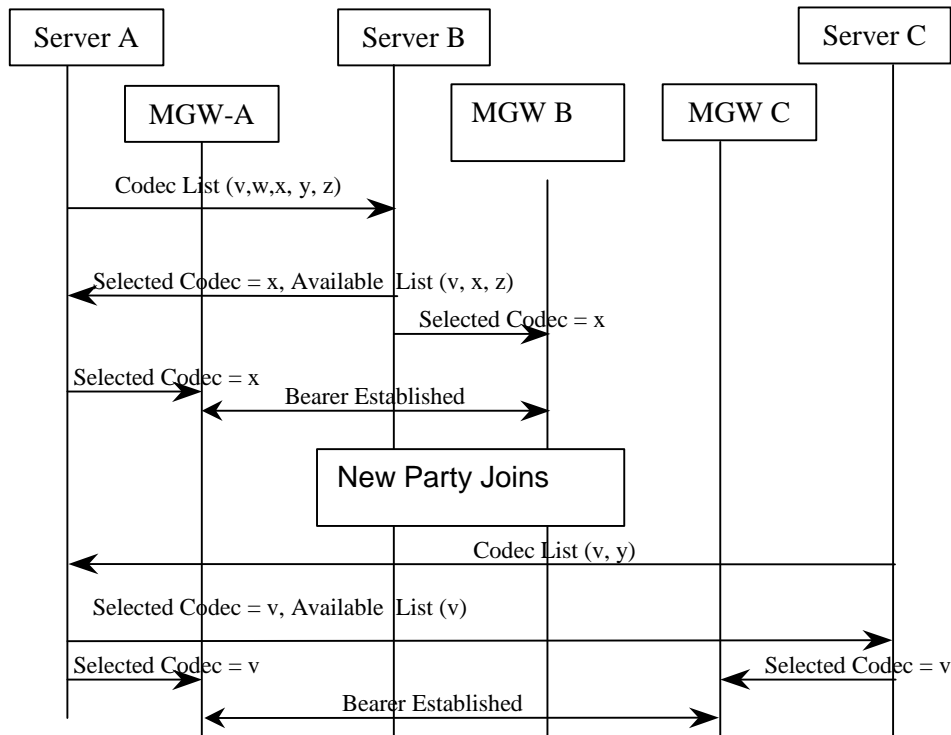 Server A
Server B
Server C
MGW-A
MGW B
MGW C
Codec List (v,w,x, y, z)
Selected Codec = x, Available List (v, x, z)
Selected Codec = x
Selected Codec = x
Bearer Established
New Party Joins
Codec List (v, y)
Selected Codec = v, Available List (v)
Selected Codec = v
Selected Codec = v
Bearer Established